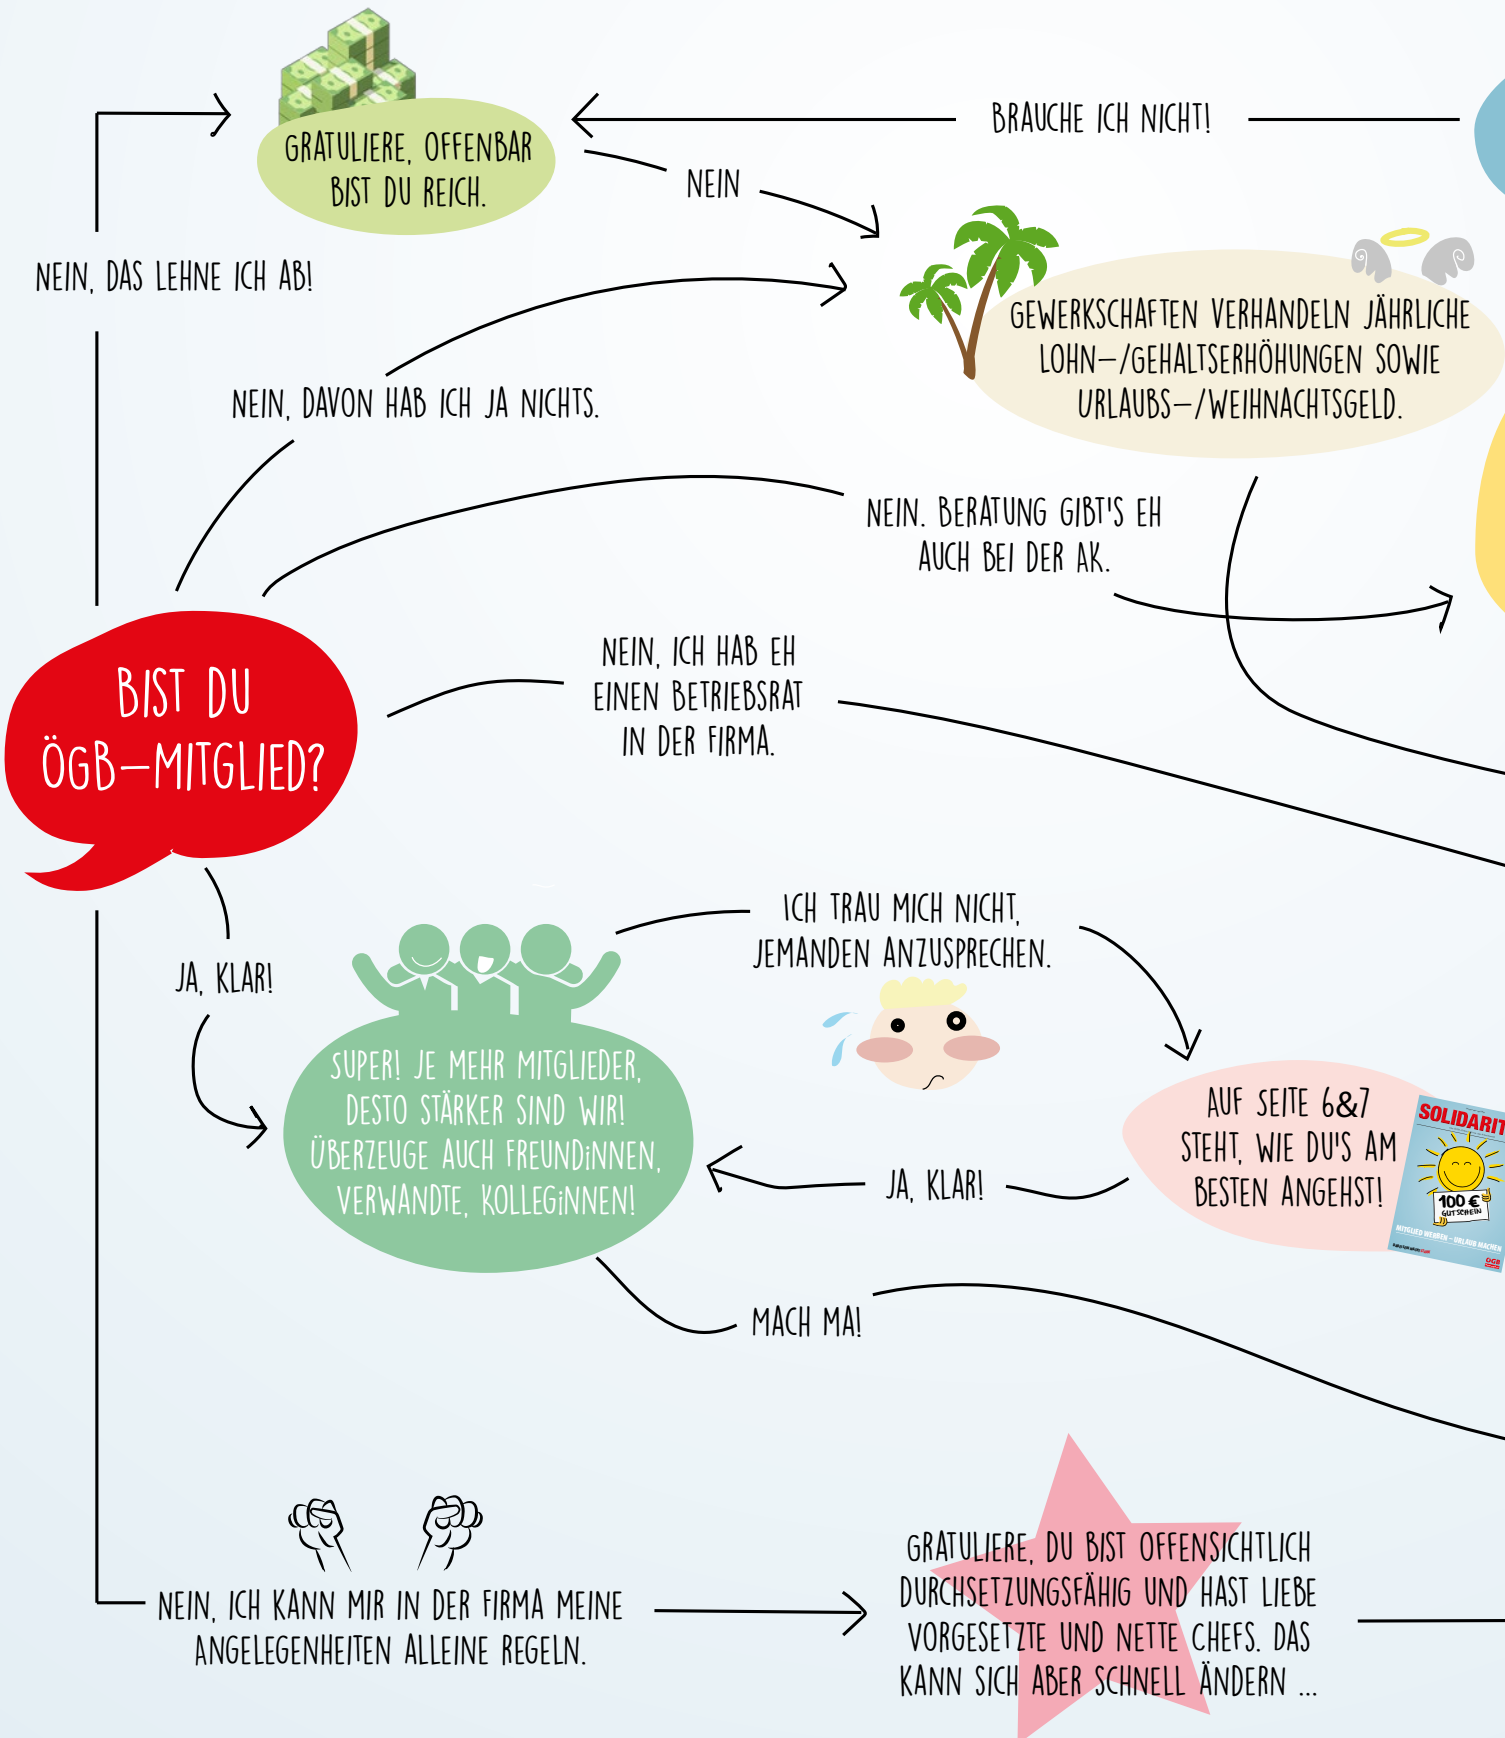 GRATULIERE, OFFENBAR
BIST DU REICH.
BRAUCHE ICH NICHT!
NEIN
NEIN, DAS LEHNE ICH AB!
GEWERKSCHAFTEN VERHANDELN JÄHRLICHE
LOHN–/GEHALTSERHÖHUNGEN SOWIE
URLAUBS–/WEIHNACHTSGELD.
NEIN, DAVON HAB ICH JA NICHTS.
NEIN. BERATUNG GIBT'S EH
AUCH BEI DER AK.
NEIN, ICH HAB EH
EINEN BETRIEBSRAT
IN DER FIRMA.
BIST DU
ÖGB–MITGLIED?
JA, KLAR!
ICH TRAU MICH NICHT,
JEMANDEN ANZUSPRECHEN.
SUPER! JE MEHR MITGLIEDER,
DESTO STÄRKER SIND WIR!
ÜBERZEUGE AUCH FREUNDiNNEN,
VERWANDTE, KOLLEGiNNEN!
AUF SEITE 6&7
STEHT, WIE DU'S AM
BESTEN ANGEHST!
SOLIDARIT
100 €
GUTSCHEIN
MITGLIED WERDEN – URLAUB MACHEN
ÖGB
JA, KLAR!
MACH MA!
NEIN, ICH KANN MIR IN DER FIRMA MEINE
ANGELEGENHEITEN ALLEINE REGELN.
GRATULIERE, DU BIST OFFENSICHTLICH
DURCHSETZUNGSFÄHIG UND HAST LIEBE
VORGESETZTE UND NETTE CHEFS. DAS
KANN SICH ABER SCHNELL ÄNDERN ...